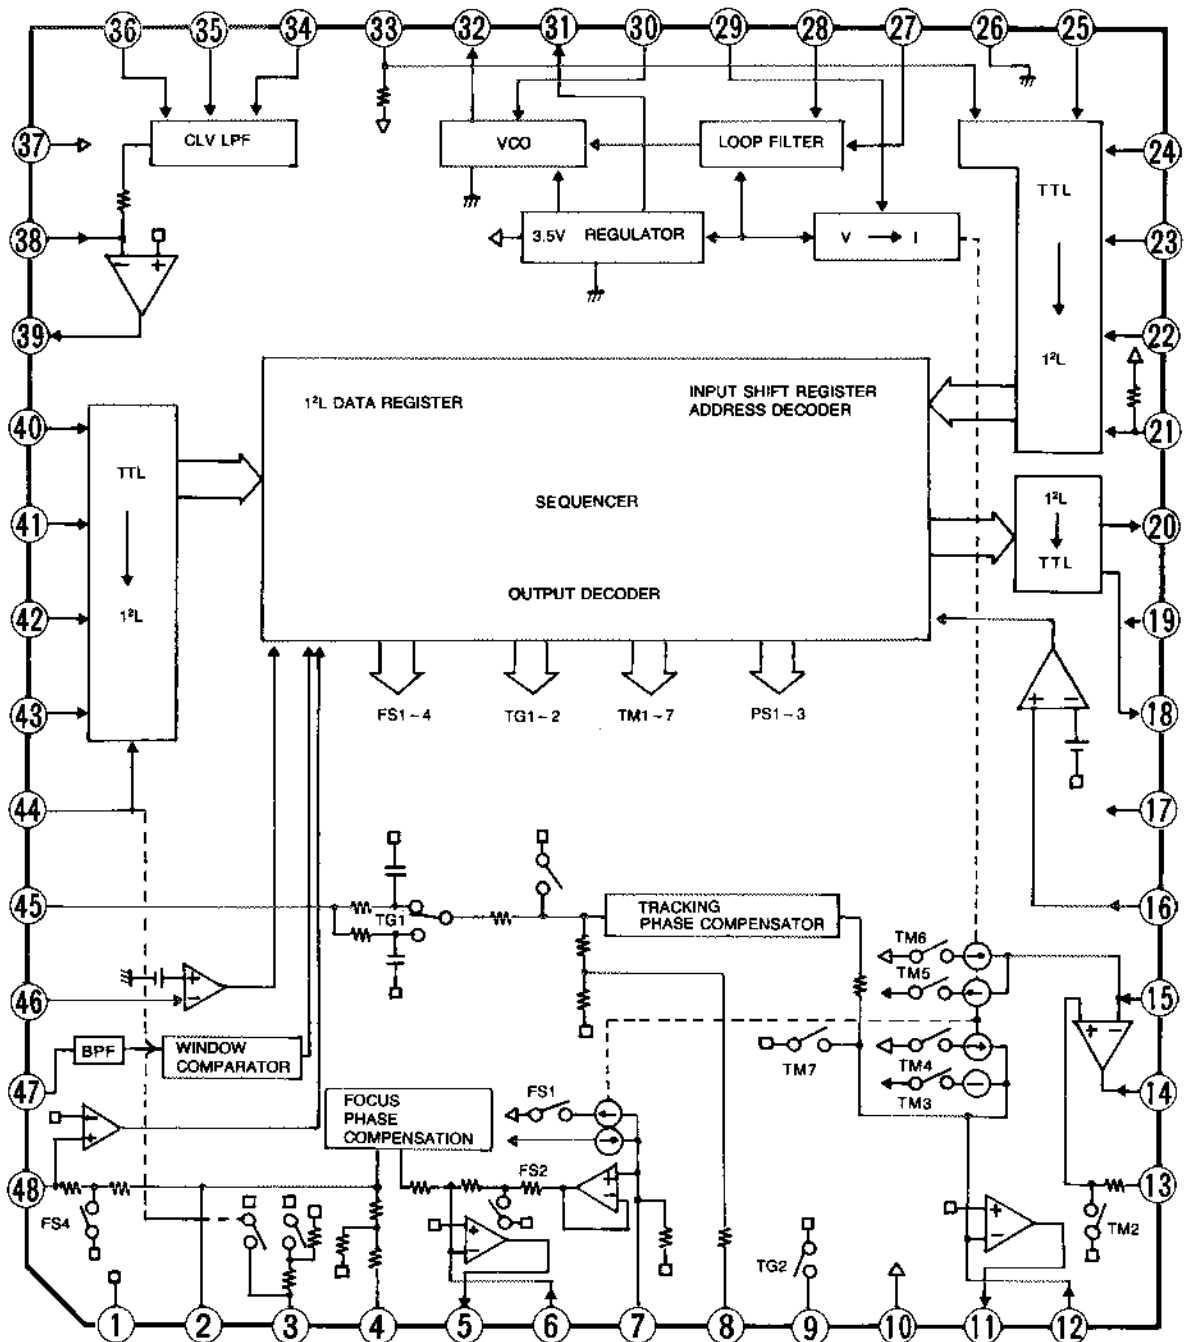 36 35 34 33 32 31 30 29 28 27 26 25
37
CLV LPF
VCO
LOOP FILTER
24
TTL
38
3.5V REGULATOR
V → I
23
− +
39
22
1²L
1²L DATA REGISTER
INPUT SHIFT REGISTER
ADDRESS DECODER
40
21
TTL
41
SEQUENCER
1²L
20
TTL
42
1²L
OUTPUT DECODER
19
43
FS1~4
TG1~2
TM1~7
PS1~3
+ −
18
44
17
45
TG1
TRACKING
PHASE COMPENSATOR
16
TM6
TM5
46
+
−
15
+ −
47
BPF
WINDOW
COMPARATOR
TM7
TM4
TM3
14
FOCUS
PHASE
COMPENSATION
FS1
−
+
48
FS4
FS2
+
−
+
−
TG2
+
−
TM2
13
1 2 3 4 5 6 7 8 9 10 11 12